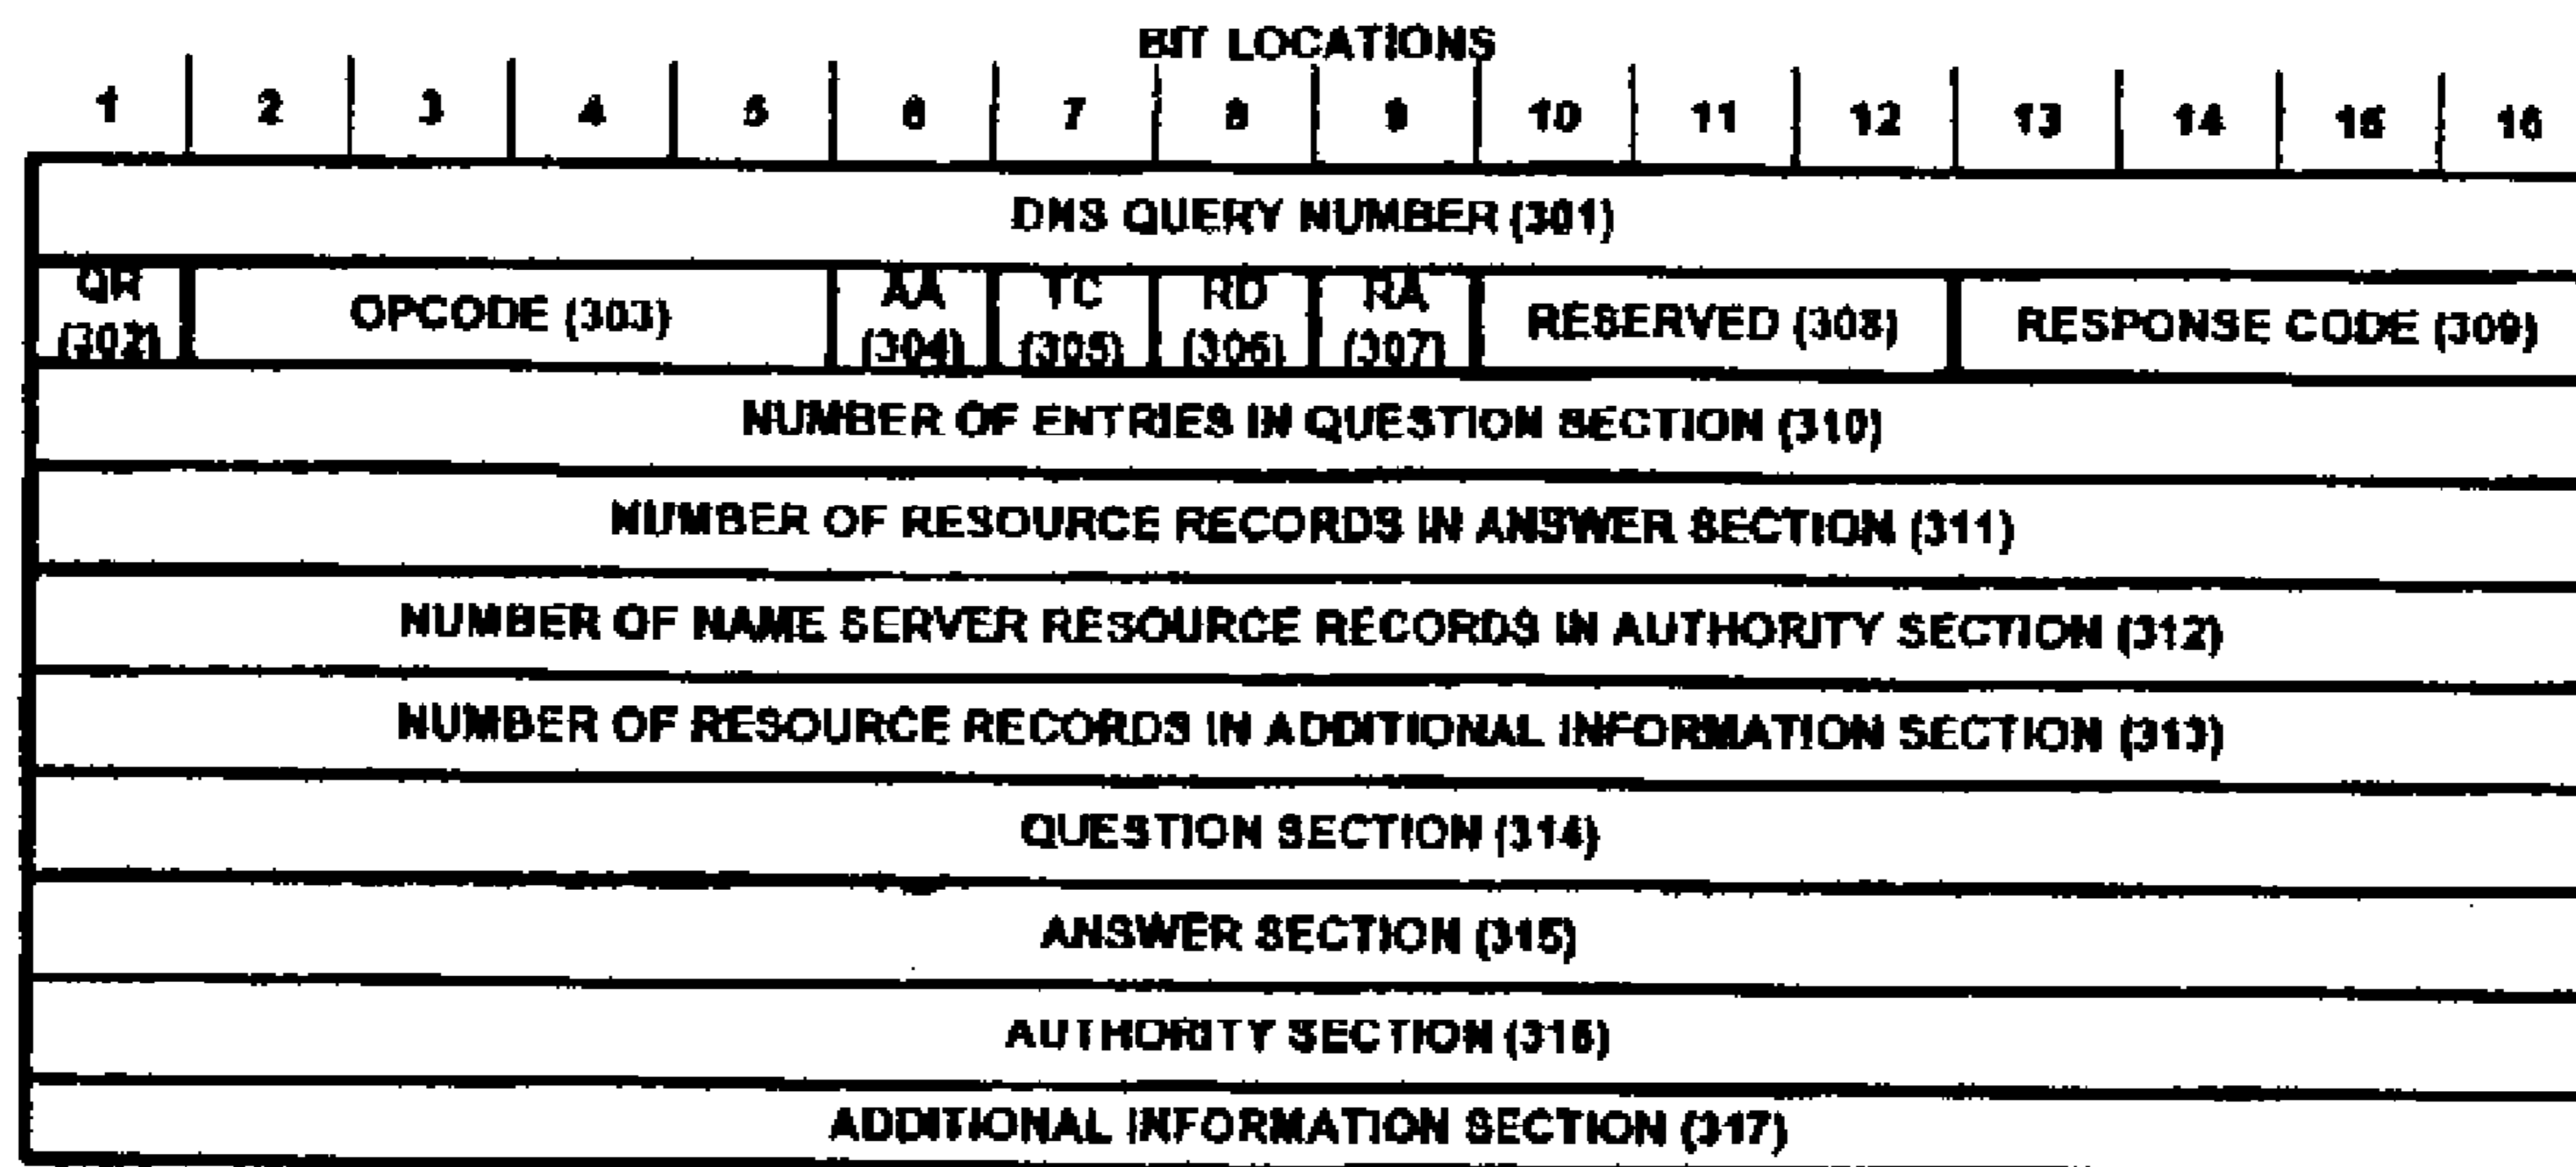 BIT LOCATIONS
1 2 3 4 5 6 7 8 9 10 11 12 13 14 15 16
DNS QUERY NUMBER (301)
QR (302) OPCODE (303) AA (304) TC (305) RD (306) RA (307) RESERVED (308) RESPONSE CODE (309)
NUMBER OF ENTRIES IN QUESTION SECTION (310)
NUMBER OF RESOURCE RECORDS IN ANSWER SECTION (311)
NUMBER OF NAME SERVER RESOURCE RECORDS IN AUTHORITY SECTION (312)
NUMBER OF RESOURCE RECORDS IN ADDITIONAL INFORMATION SECTION (313)
QUESTION SECTION (314)
ANSWER SECTION (315)
AUTHORITY SECTION (316)
ADDITIONAL INFORMATION SECTION (317)